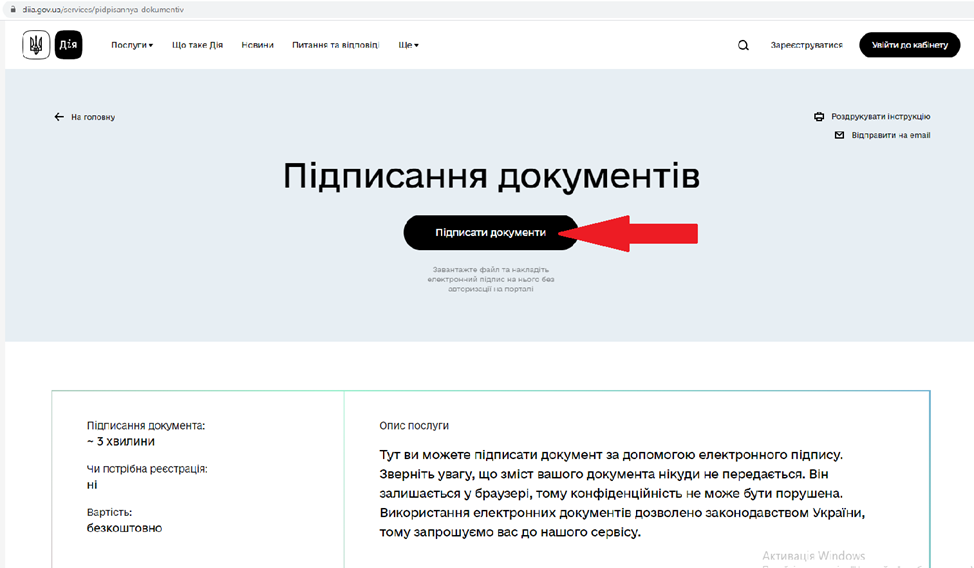 diia.gov.ua/services/pidpisannya-dokumentiv
Дія
Послуги
Що таке Дія
Новини
Питання та відповіді
Ще
Зареєструватися
Увійти до кабінету
На головну
Роздрукувати інструкцію
Відправити на email
Підписання документів
Підписати документи
Завантажте файл та накладіть
електронний підпис на нього без
авторизації на порталі
Підписання документа:
~ 3 хвилини
Чи потрібна реєстрація:
ні
Вартість:
безкоштовно
Опис послуги
Тут ви можете підписати документ за допомогою електронного підпису.
Зверніть увагу, що зміст вашого документа нікуди не передається. Він
залишається у браузері, тому конфіденційність не може бути порушена.
Використання електронних документів дозволено законодавством України,
тому запрошуємо вас до нашого сервісу.
Активація Windows